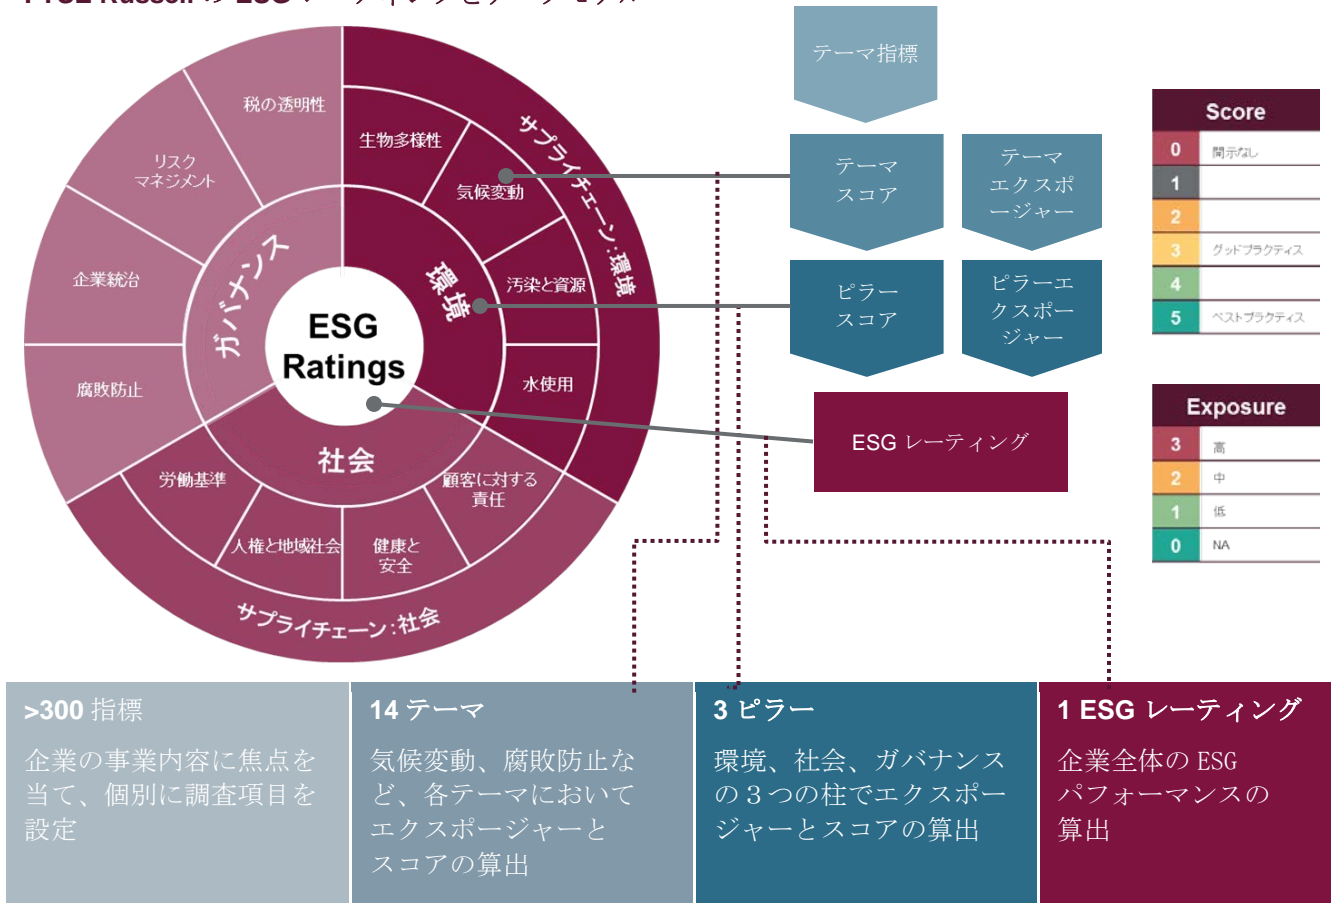 テーマ指標
税の透明性
リスク
マネジメント
企業統治
腐敗防止
ガバナンス
生物多様性
気候変動
汚染と資源
水使用
環境
サプライチェーン:環境
ESG
Ratings
社会
労働基準
人権と地域社会
健康と
安全
顧客に対する
責任
サプライチェーン:社会
テーマ
スコア
テーマ
エクスポ
ージャー
ピラー
スコア
ピラーエ
クスポー
ジャー
ESG レーティング
Score
0 開示なし
1
2
3 グッドプラクティス
4
5 ベストプラクティス
Exposure
3 高
2 中
1 低
0 NA
>300 指標
企業の事業内容に焦点を
当て、個別に調査項目を
設定
14 テーマ
気候変動、腐敗防止な
ど、各テーマにおいて
エクスポージャーと
スコアの算出
3 ピラー
環境、社会、ガバナンス
の３つの柱でエクスポー
ジャーとスコアの算出
1 ESG レーティング
企業全体の ESG
パフォーマンスの
算出